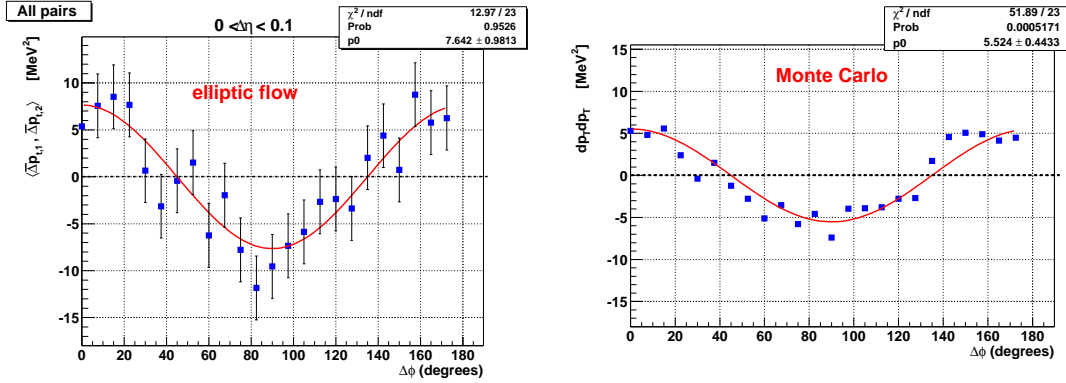 All pairs
0 <Δη < 0.1
χ² / ndf 12.97 / 23
Prob 0.9526
p0 7.642 ± 0.9813
⟨Δ̅p̅t,1 , Δ̅p̅t,2⟩ [MeV²]
elliptic flow
10
5
0
-5
-10
-15
0 20 40 60 80 100 120 140 160 180
Δϕ (degrees)
χ² / ndf 51.89 / 23
Prob 0.0005171
p0 5.524 ± 0.4433
dpTdpT [MeV²]
Monte Carlo
15
10
5
0
-5
-10
-15
0 20 40 60 80 100 120 140 160 180
Δϕ (degrees)